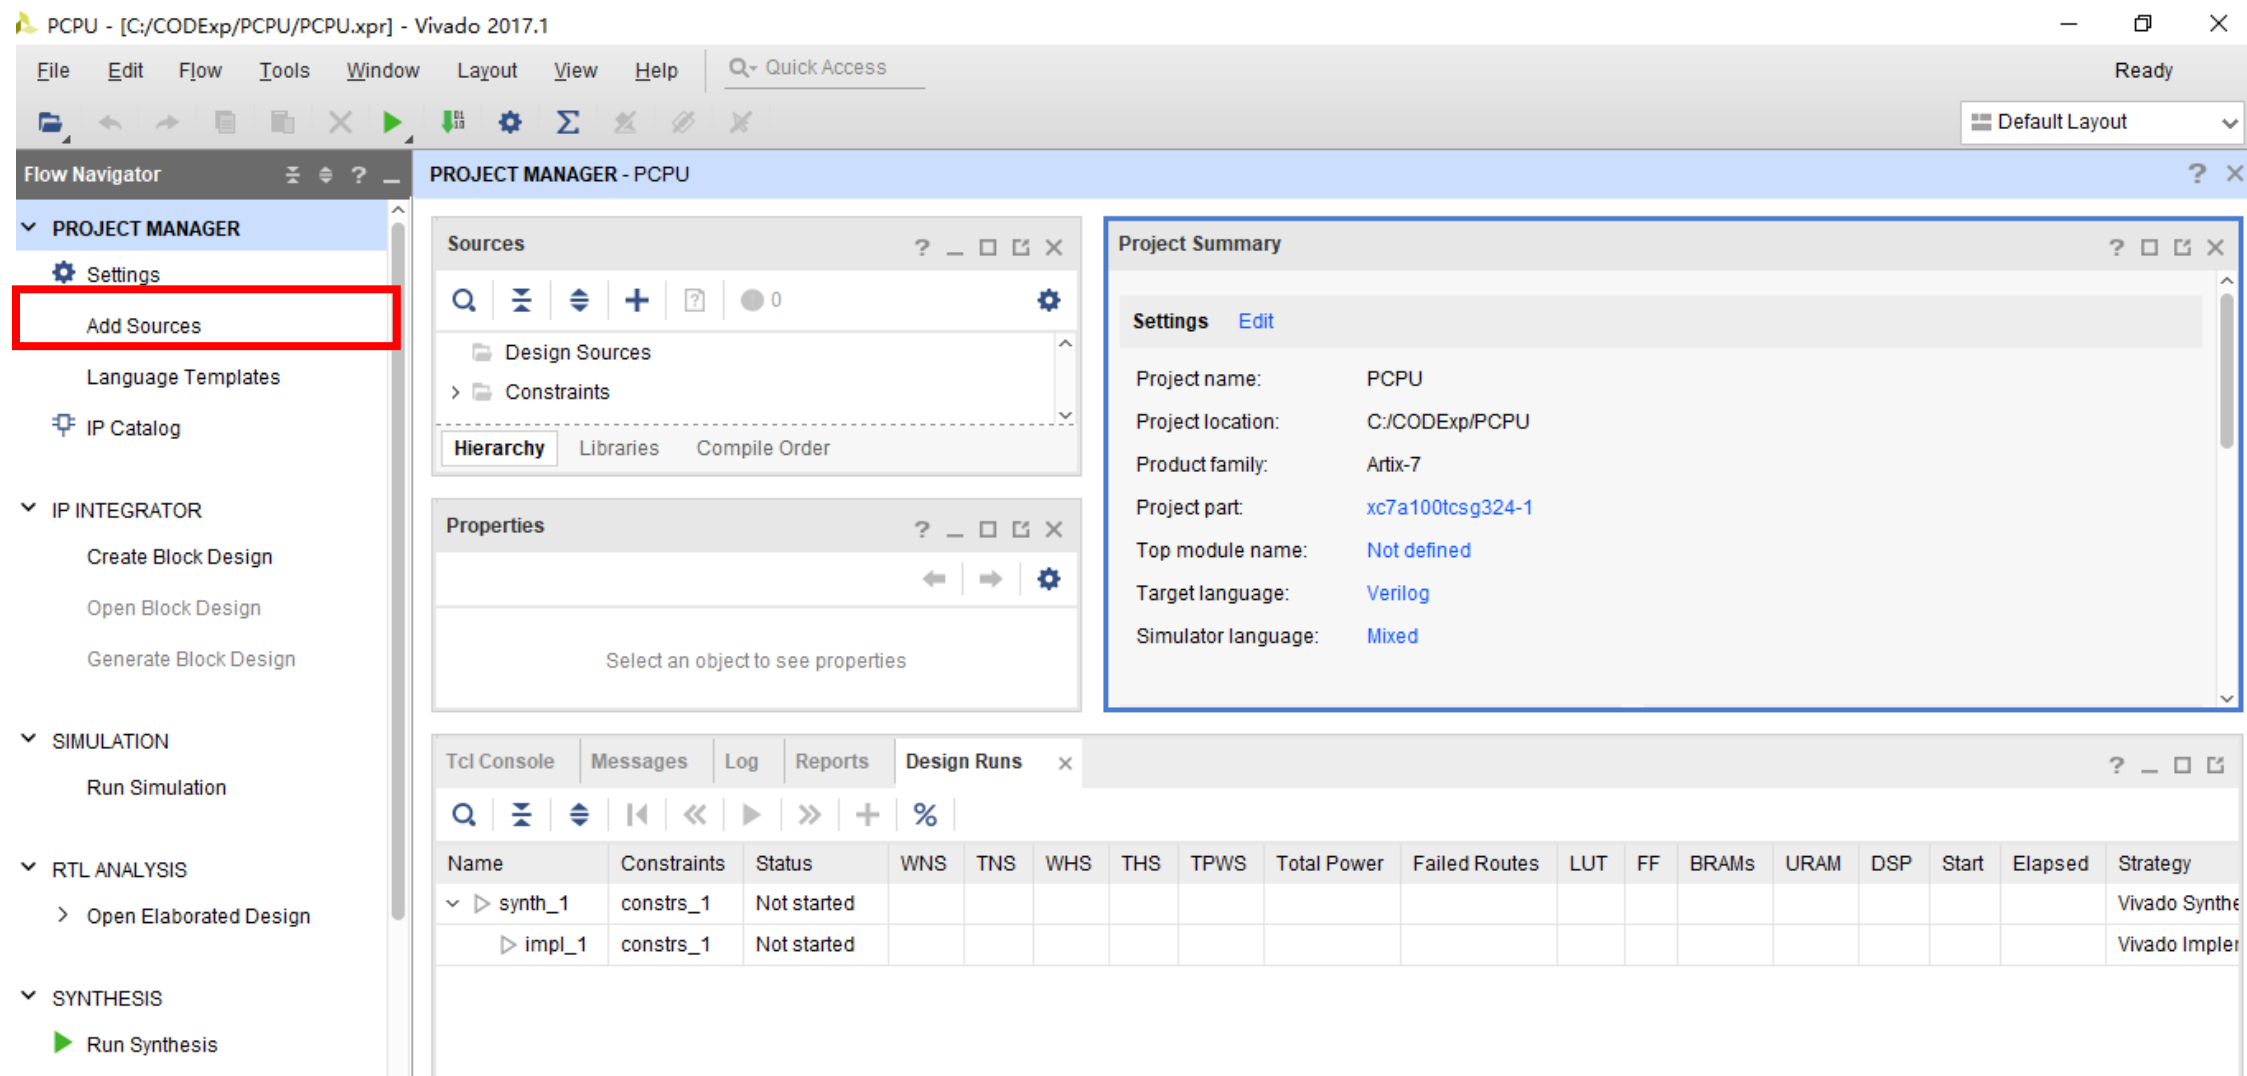 PCPU - [C:/CODExp/PCPU/PCPU.xpr] - Vivado 2017.1
File Edit Flow Tools Window Layout View Help Quick Access Ready
Default Layout
Flow Navigator
PROJECT MANAGER - PCPU
PROJECT MANAGER
Settings
Add Sources
Language Templates
IP Catalog
IP INTEGRATOR
Create Block Design
Open Block Design
Generate Block Design
SIMULATION
Run Simulation
RTL ANALYSIS
Open Elaborated Design
SYNTHESIS
Run Synthesis
Sources
0
Design Sources
Constraints
Hierarchy Libraries Compile Order
Properties
Select an object to see properties
Project Summary
Settings Edit
Project name: PCPU
Project location: C:/CODExp/PCPU
Product family: Artix-7
Project part: xc7a100tcsg324-1
Top module name: Not defined
Target language: Verilog
Simulator language: Mixed
Tcl Console Messages Log Reports Design Runs
Name Constraints Status WNS TNS WHS THS TPWS Total Power Failed Routes LUT FF BRAMs URAM DSP Start Elapsed Strategy
synth_1 constrs_1 Not started Vivado Synthe
impl_1 constrs_1 Not started Vivado Impler